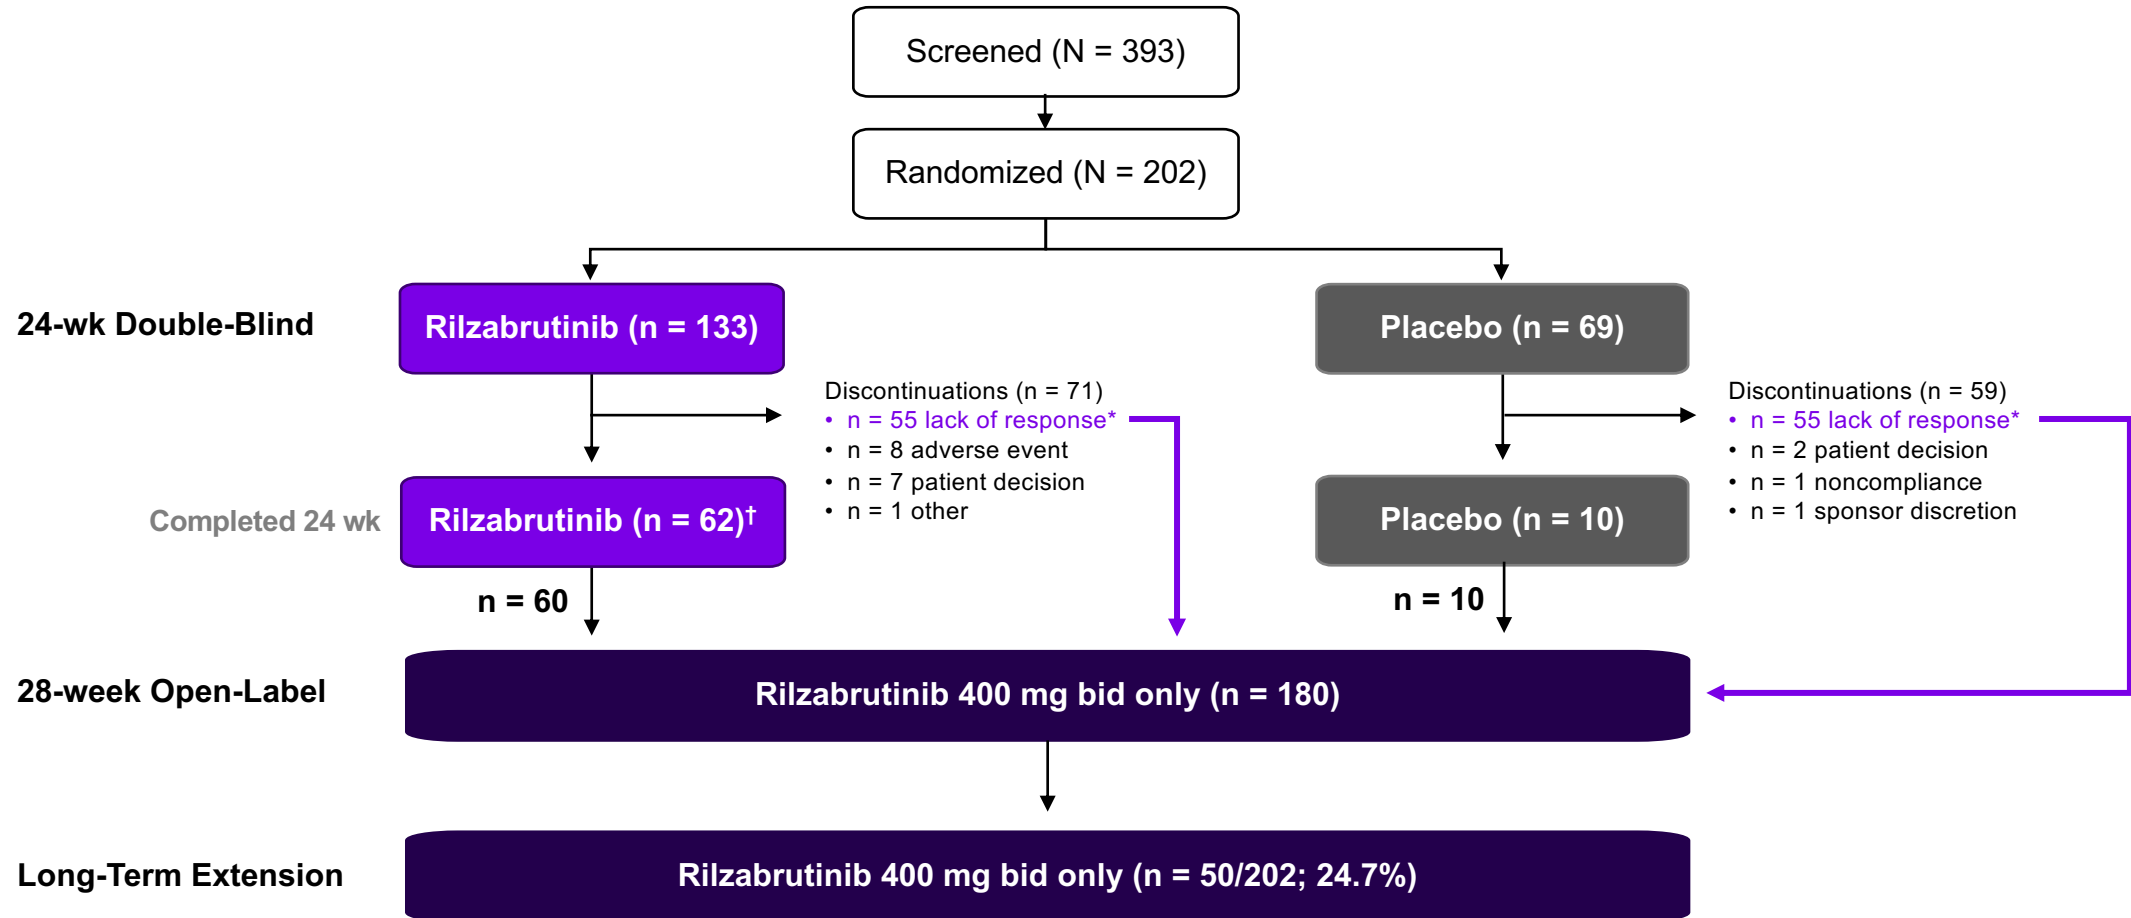 Screened (N = 393)
Randomized (N = 202)
24-wk Double-Blind
Rilzabrutinib (n = 133)
Placebo (n = 69)
Discontinuations (n = 71)
• n = 55 lack of response*
• n = 8 adverse event
• n = 7 patient decision
• n = 1 other
Discontinuations (n = 59)
• n = 55 lack of response*
• n = 2 patient decision
• n = 1 noncompliance
• n = 1 sponsor discretion
Completed 24 wk
Rilzabrutinib (n = 62)†
Placebo (n = 10)
n = 60
n = 10
28-week Open-Label
Rilzabrutinib 400 mg bid only (n = 180)
Long-Term Extension
Rilzabrutinib 400 mg bid only (n = 50/202; 24.7%)